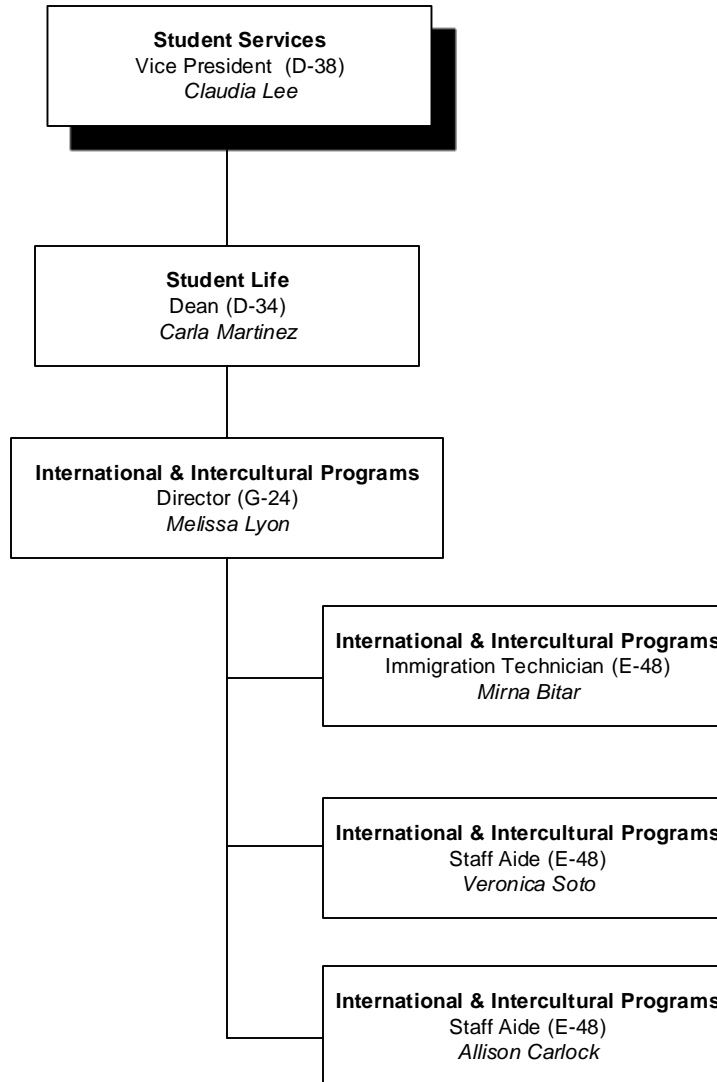 Student Services
Vice President  (D-38)
Claudia Lee
Student Life
Dean (D-34)
Carla Martinez
International & Intercultural Programs
Director (G-24)
Melissa Lyon
International & Intercultural Programs
Immigration Technician (E-48)
Mirna Bitar
International & Intercultural Programs
Staff Aide (E-48)
Veronica Soto
International & Intercultural Programs
Staff Aide (E-48)
Allison Carlock